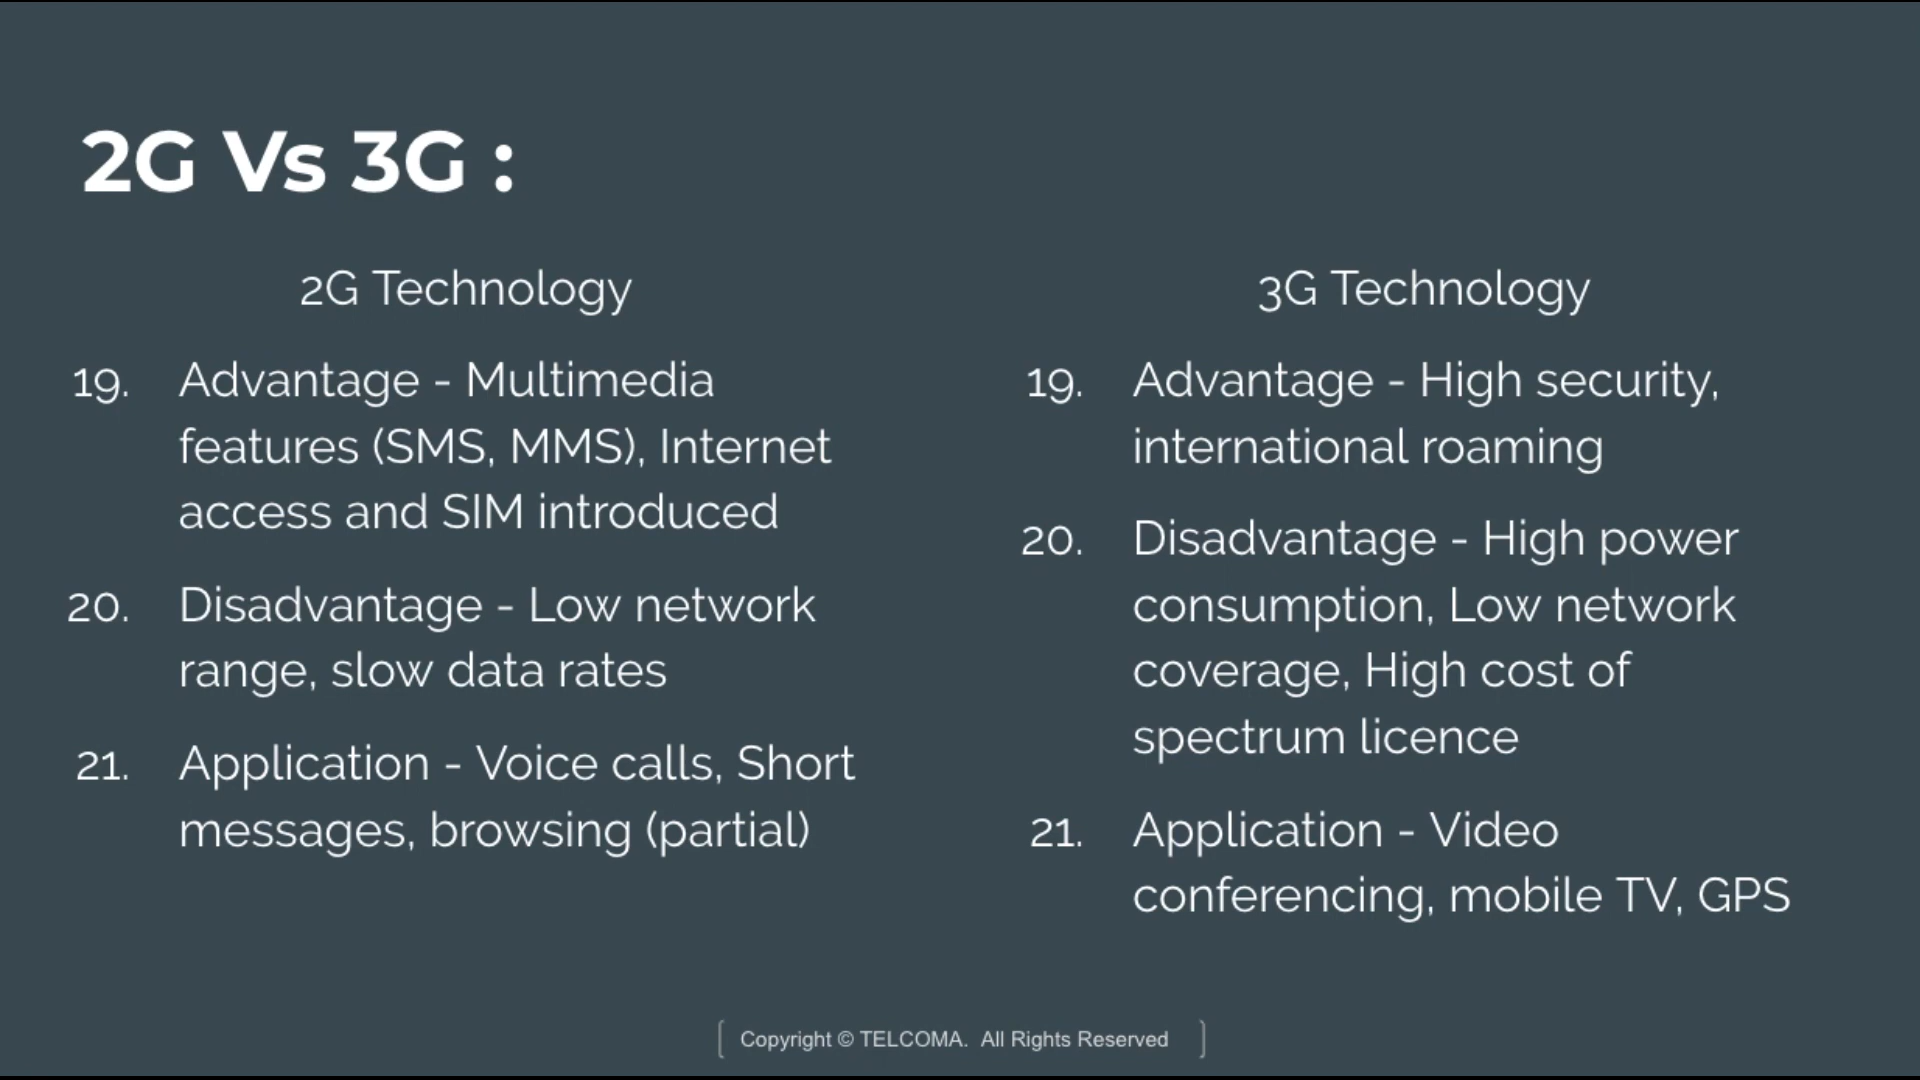 2G Vs 3G :
2G Technology
19. Advantage - Multimedia
features (SMS, MMS), Internet
access and SIM introduced
20. Disadvantage - Low network
range, slow data rates
21. Application - Voice calls, Short
messages, browsing (partial)
3G Technology
19. Advantage - High security,
international roaming
20. Disadvantage - High power
consumption, Low network
coverage, High cost of
spectrum licence
21. Application - Video
conferencing, mobile TV, GPS
Copyright © TELCOMA. All Rights Reserved